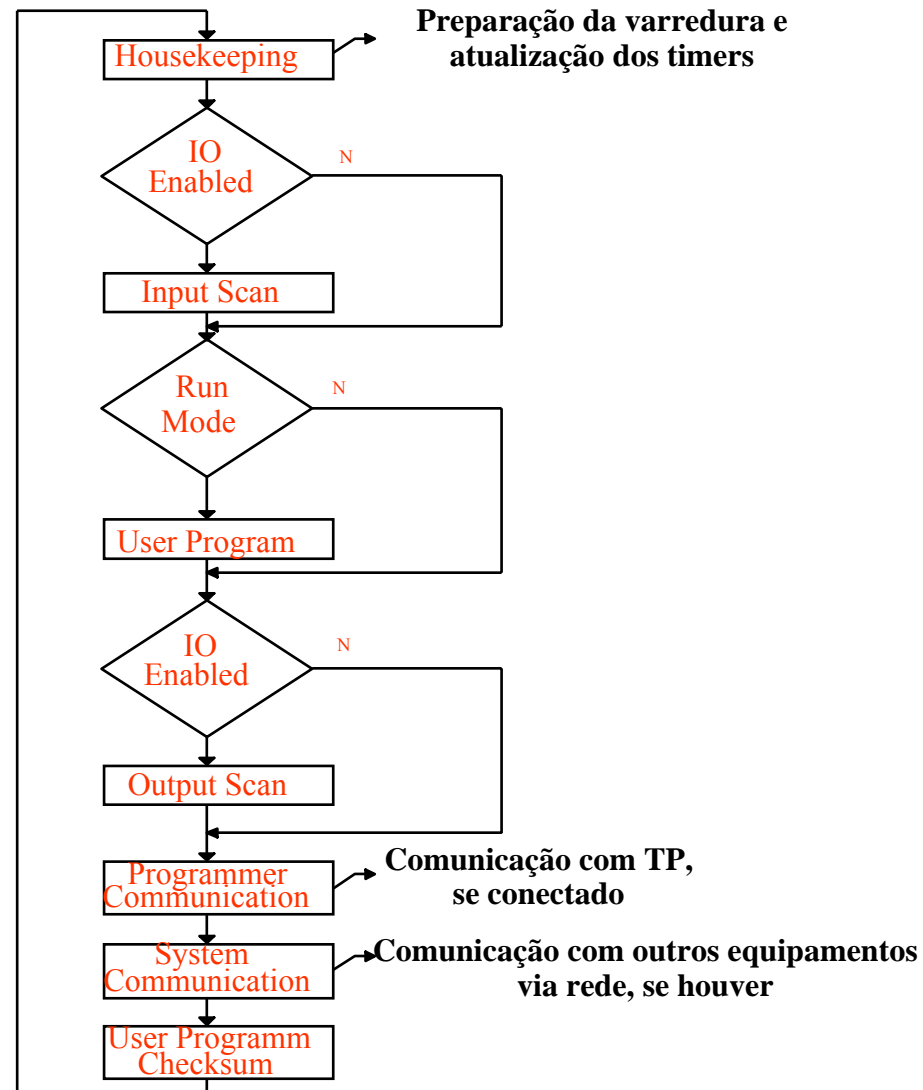 Housekeeping
Preparação da varredura e
atualização dos timers
IO
Enabled
N
Input Scan
Run
Mode
N
User Program
IO
Enabled
N
Output Scan
Programmer
Communication
Comunicação com TP,
se conectado
System
Communication
Comunicação com outros equipamentos
via rede, se houver
User Programm
Checksum